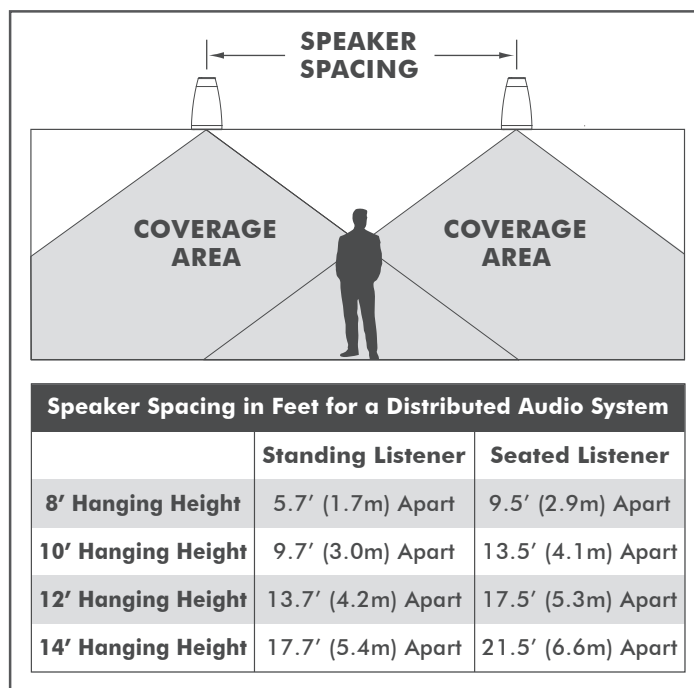 SPEAKER
SPACING
COVERAGE
AREA
COVERAGE
AREA
Speaker Spacing in Feet for a Distributed Audio System
Standing Listener Seated Listener
8′ Hanging Height 5.7′ (1.7m) Apart 9.5′ (2.9m) Apart
10′ Hanging Height 9.7′ (3.0m) Apart 13.5′ (4.1m) Apart
12′ Hanging Height 13.7′ (4.2m) Apart 17.5′ (5.3m) Apart
14′ Hanging Height 17.7′ (5.4m) Apart 21.5′ (6.6m) Apart